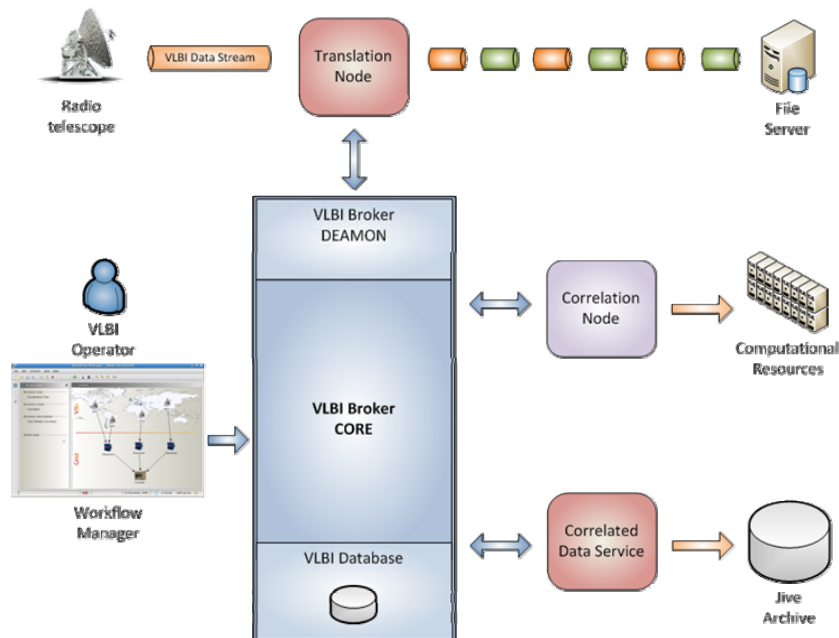 VLBI Data Stream
Translation
Node
Radio
telescope
File
Server
VLBI Broker
DEAMON
VLBI
Operator
Correlation
Node
Computational
Resources
VLBI Broker
CORE
Workflow
Manager
Correlated
Data Service
VLBI Database
Jive
Archive